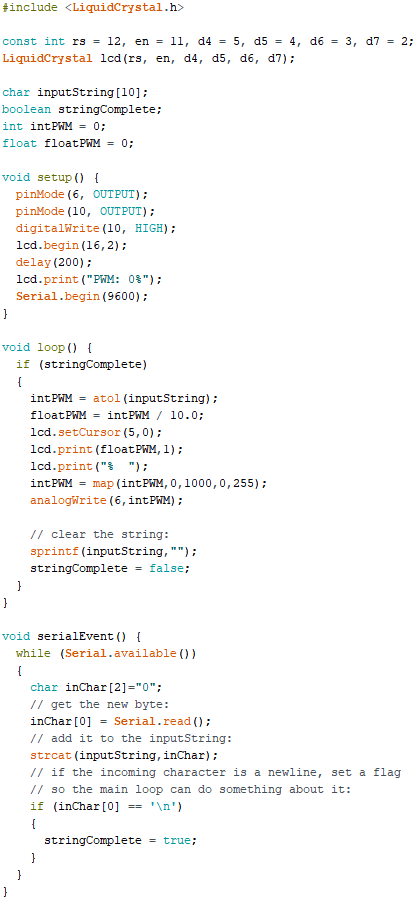 #include <LiquidCrystal.h>

const int rs = 12, en = 11, d4 = 5, d5 = 4, d6 = 3, d7 = 2;
LiquidCrystal lcd(rs, en, d4, d5, d6, d7);

char inputString[10];
boolean stringComplete;
int intPWM = 0;
float floatPWM = 0;

void setup() {
  pinMode(6, OUTPUT);
  pinMode(10, OUTPUT);
  digitalWrite(10, HIGH);
  lcd.begin(16,2);
  delay(200);
  lcd.print("PWM: 0%");
  Serial.begin(9600);
}

void loop() {
  if (stringComplete)
  {
    intPWM = atol(inputString);
    floatPWM = intPWM / 10.0;
    lcd.setCursor(5,0);
    lcd.print(floatPWM,1);
    lcd.print("%  ");
    intPWM = map(intPWM,0,1000,0,255);
    analogWrite(6,intPWM);

    // clear the string:
    sprintf(inputString,"");
    stringComplete = false;
  }
}

void serialEvent() {
  while (Serial.available())
  {
    char inChar[2]="0";
    // get the new byte:
    inChar[0] = Serial.read();
    // add it to the inputString:
    strcat(inputString,inChar);
    // if the incoming character is a newline, set a flag
    // so the main loop can do something about it:
    if (inChar[0] == '\n')
    {
      stringComplete = true;
    }
  }
}